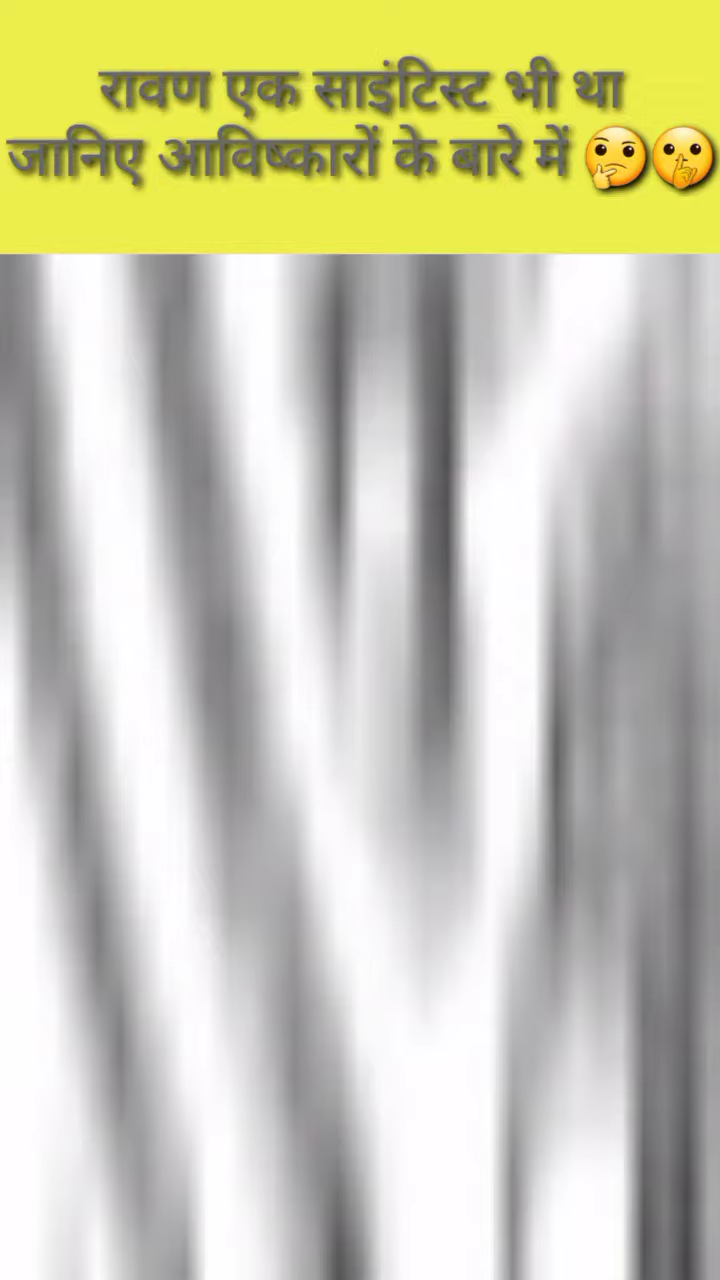 रावण एक साइंटिस्ट भी था
जानिए आविष्कारों के बारे में 🤔🤫